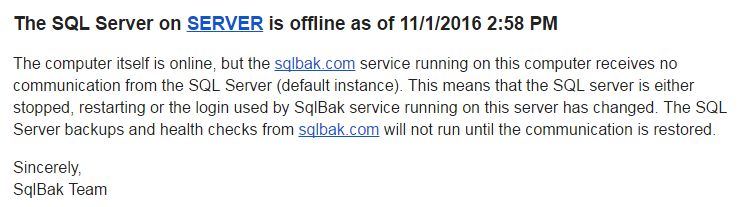 The SQL Server on SERVER is offline as of 11/1/2016 2:58 PM
The computer itself is online, but the sqlbak.com service running on this computer receives no
communication from the SQL Server (default instance). This means that the SQL server is either
stopped, restarting or the login used by SqlBak service running on this server has changed. The SQL
Server backups and health checks from sqlbak.com will not run until the communication is restored.
Sincerely,
SqlBak Team